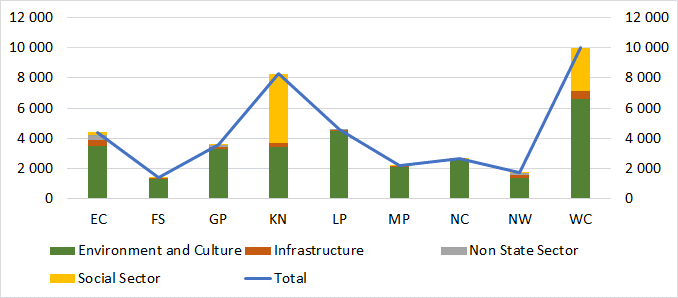 12 000 12 000
10 000 10 000
8 000 8 000
6 000 6 000
4 000 4 000
2 000 2 000
0 0
EC FS GP KN LP MP NC NW WC
Environment and Culture Infrastructure Non State Sector
Social Sector Total